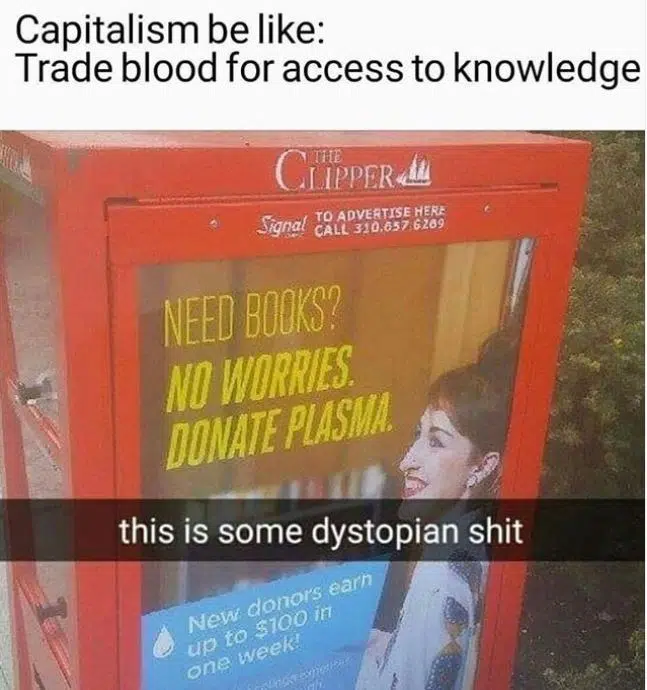 Capitalism be like:
Trade blood for access to knowledge
THE
CLIPPER
Signal TO ADVERTISE HERE
CALL 310.657.6269
NEED BOOKS?
NO WORRIES.
DONATE PLASMA.
this is some dystopian shit
New donors earn
up to $100 in
one week!